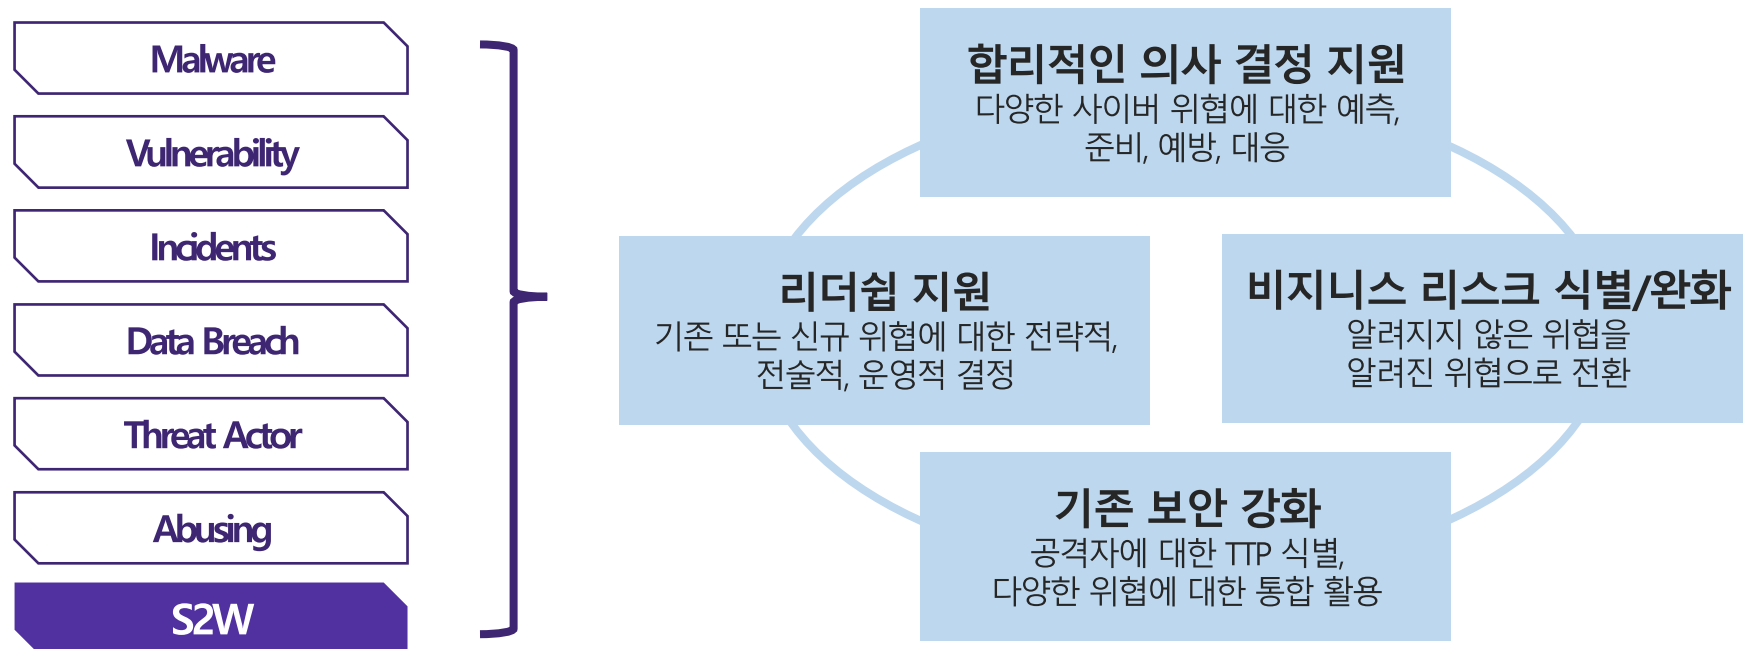 Malware
Vulnerability
Incidents
Data Breach
Threat Actor
Abusing
S2W
합리적인 의사 결정 지원
다양한 사이버 위협에 대한 예측,
준비, 예방, 대응
리더쉽 지원
기존 또는 신규 위협에 대한 전략적,
전술적, 운영적 결정
비지니스 리스크 식별/완화
알려지지 않은 위협을
알려진 위협으로 전환
기존 보안 강화
공격자에 대한 TTP 식별,
다양한 위협에 대한 통합 활용